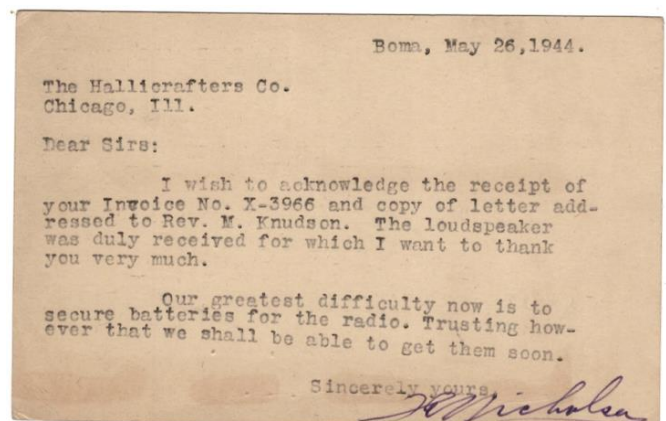 Boma, May 26,1944.
The Hallicrafters Co.
Chicago, Ill.
Dear Sirs:
I wish to acknowledge the receipt of
your Invoice No. X-3966 and copy of letter add-
ressed to Rev. M. Knudson. The loudspeaker
was duly received for which I want to thank
you very much.
Our greatest difficulty now is to
secure batteries for the radio. Trusting how-
ever that we shall be able to get them soon.
Sincerely yours,
Nicholsen